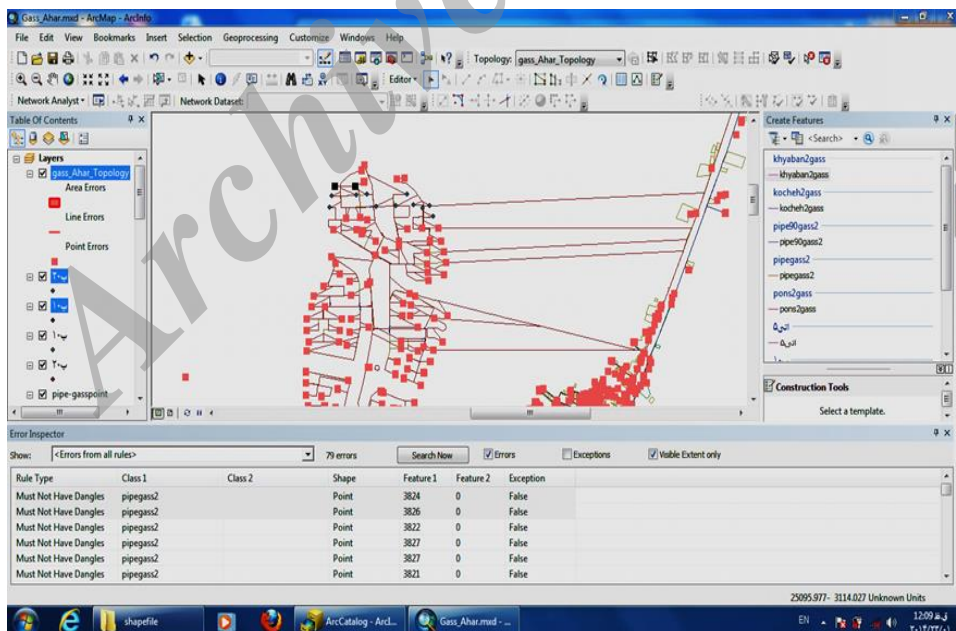 Gass_Ahar.mxd - ArcMap - ArcInfo
File Edit View Bookmarks Insert Selection Geoprocessing Customize Windows Help
Topology: gass_Ahar_Topology
Editor
Network Analyst Network Dataset:
Table Of Contents
Layers
gass_Ahar_Topology
Area Errors
Line Errors
Point Errors
پ-۲۰
پ-۱۰
پ-۱۰
پ-۲۰
pipe-gasspoint
Archive
Create Features
<Search>
khyaban2gass
khyaban2gass
kocheh2gass
kocheh2gass
pipe90gass2
pipe90gass2
pipegass2
pipegass2
pons2gass
pons2gass
اتی۵
اتی۵
Construction Tools
Select a template.
Error Inspector
Show: <Errors from all rules> 79 errors Search Now Errors Exceptions Visible Extent only
Rule Type Class 1 Class 2 Shape Feature 1 Feature 2 Exception
Must Not Have Dangles pipegass2 Point 3824 0 False
Must Not Have Dangles pipegass2 Point 3826 0 False
Must Not Have Dangles pipegass2 Point 3822 0 False
Must Not Have Dangles pipegass2 Point 3827 0 False
Must Not Have Dangles pipegass2 Point 3827 0 False
Must Not Have Dangles pipegass2 Point 3821 0 False
25095.977- 3114.027 Unknown Units
shapefile ArcCatalog - ArcI... Gass_Ahar.mxd - ... EN 12:09 ق.ظ